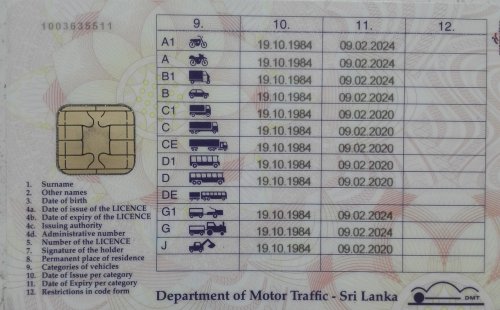 1003635511
9. 10. 11. 12.
A1 19.10.1984 09.02.2024
A 19.10.1984 09.02.2024
B1 19.10.1984 09.02.2024
B 19.10.1984 09.02.2024
C1 19.10.1984 09.02.2020
C 19.10.1984 09.02.2020
CE 19.10.1984 09.02.2020
D1 19.10.1984 09.02.2020
D 19.10.1984 09.02.2020
DE
G1 19.10.1984 09.02.2024
G 19.10.1984 09.02.2024
J 19.10.1984 09.02.2020
1. Surname
2. Other names
3. Date of birth
4a. Date of issue of the LICENCE
4b. Date of expiry of the LICENCE
4c. Issuing authority
4d. Administrative number
5. Number of the LICENCE
7. Signature of the holder
8. Permanent place of residence
9. Categories of vehicles
10. Date of Issue per category
11. Date of Expiry per category
12. Restrictions in code form
Department of Motor Traffic - Sri Lanka
DMT